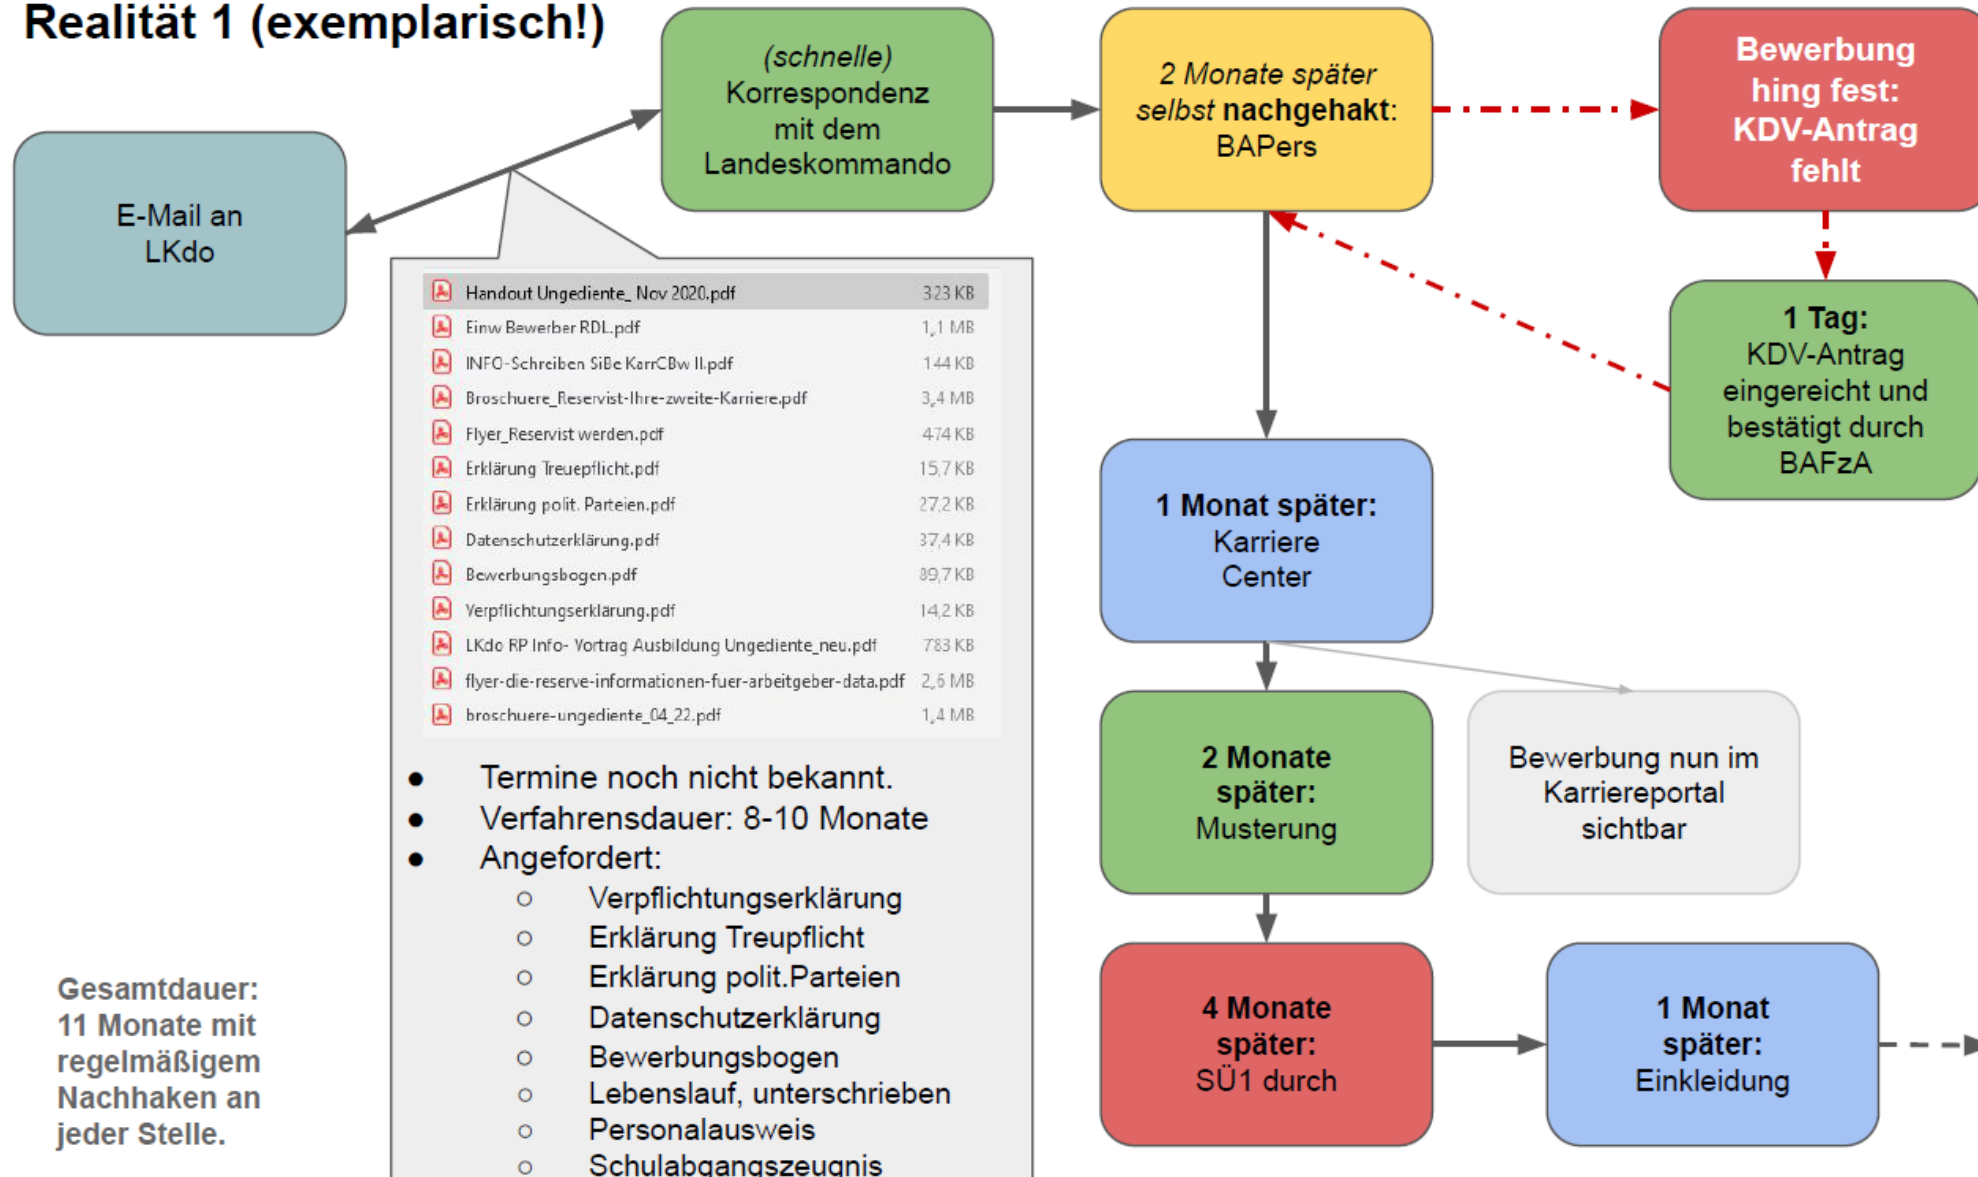 Realität 1 (exemplarisch!)
E-Mail an
LKdo
(schnelle)
Korrespondenz
mit dem
Landeskommando
2 Monate später
selbst nachgehakt:
BAPers
Bewerbung
hing fest:
KDV-Antrag
fehlt
1 Tag:
KDV-Antrag
eingereicht und
bestätigt durch
BAFzA
Handout Ungediente_ Nov 2020.pdf 323 KB
Einw Bewerber RDL.pdf 1,1 MB
INFO-Schreiben SiBe KarrCBw II.pdf 144 KB
Broschuere_Reservist-Ihre-zweite-Karriere.pdf 3,4 MB
Flyer_Reservist werden.pdf 474 KB
Erklärung Treuepflicht.pdf 15,7 KB
Erklärung polit. Parteien.pdf 27,2 KB
Datenschutzerklärung.pdf 37,4 KB
Bewerbungsbogen.pdf 89,7 KB
Verpflichtungserklärung.pdf 14,2 KB
LKdo RP Info- Vortrag Ausbildung Ungediente_neu.pdf 783 KB
flyer-die-reserve-informationen-fuer-arbeitgeber-data.pdf 2,6 MB
broschuere-ungediente_04_22.pdf 1,4 MB
● Termine noch nicht bekannt.
● Verfahrensdauer: 8-10 Monate
● Angefordert:
○ Verpflichtungserklärung
○ Erklärung Treupflicht
○ Erklärung polit.Parteien
○ Datenschutzerklärung
○ Bewerbungsbogen
○ Lebenslauf, unterschrieben
○ Personalausweis
○ Schulabgangszeugnis
1 Monat später:
Karriere
Center
2 Monate
später:
Musterung
Bewerbung nun im
Karriereportal
sichtbar
4 Monate
später:
SÜ1 durch
1 Monat
später:
Einkleidung
Gesamtdauer:
11 Monate mit
regelmäßigem
Nachhaken an
jeder Stelle.